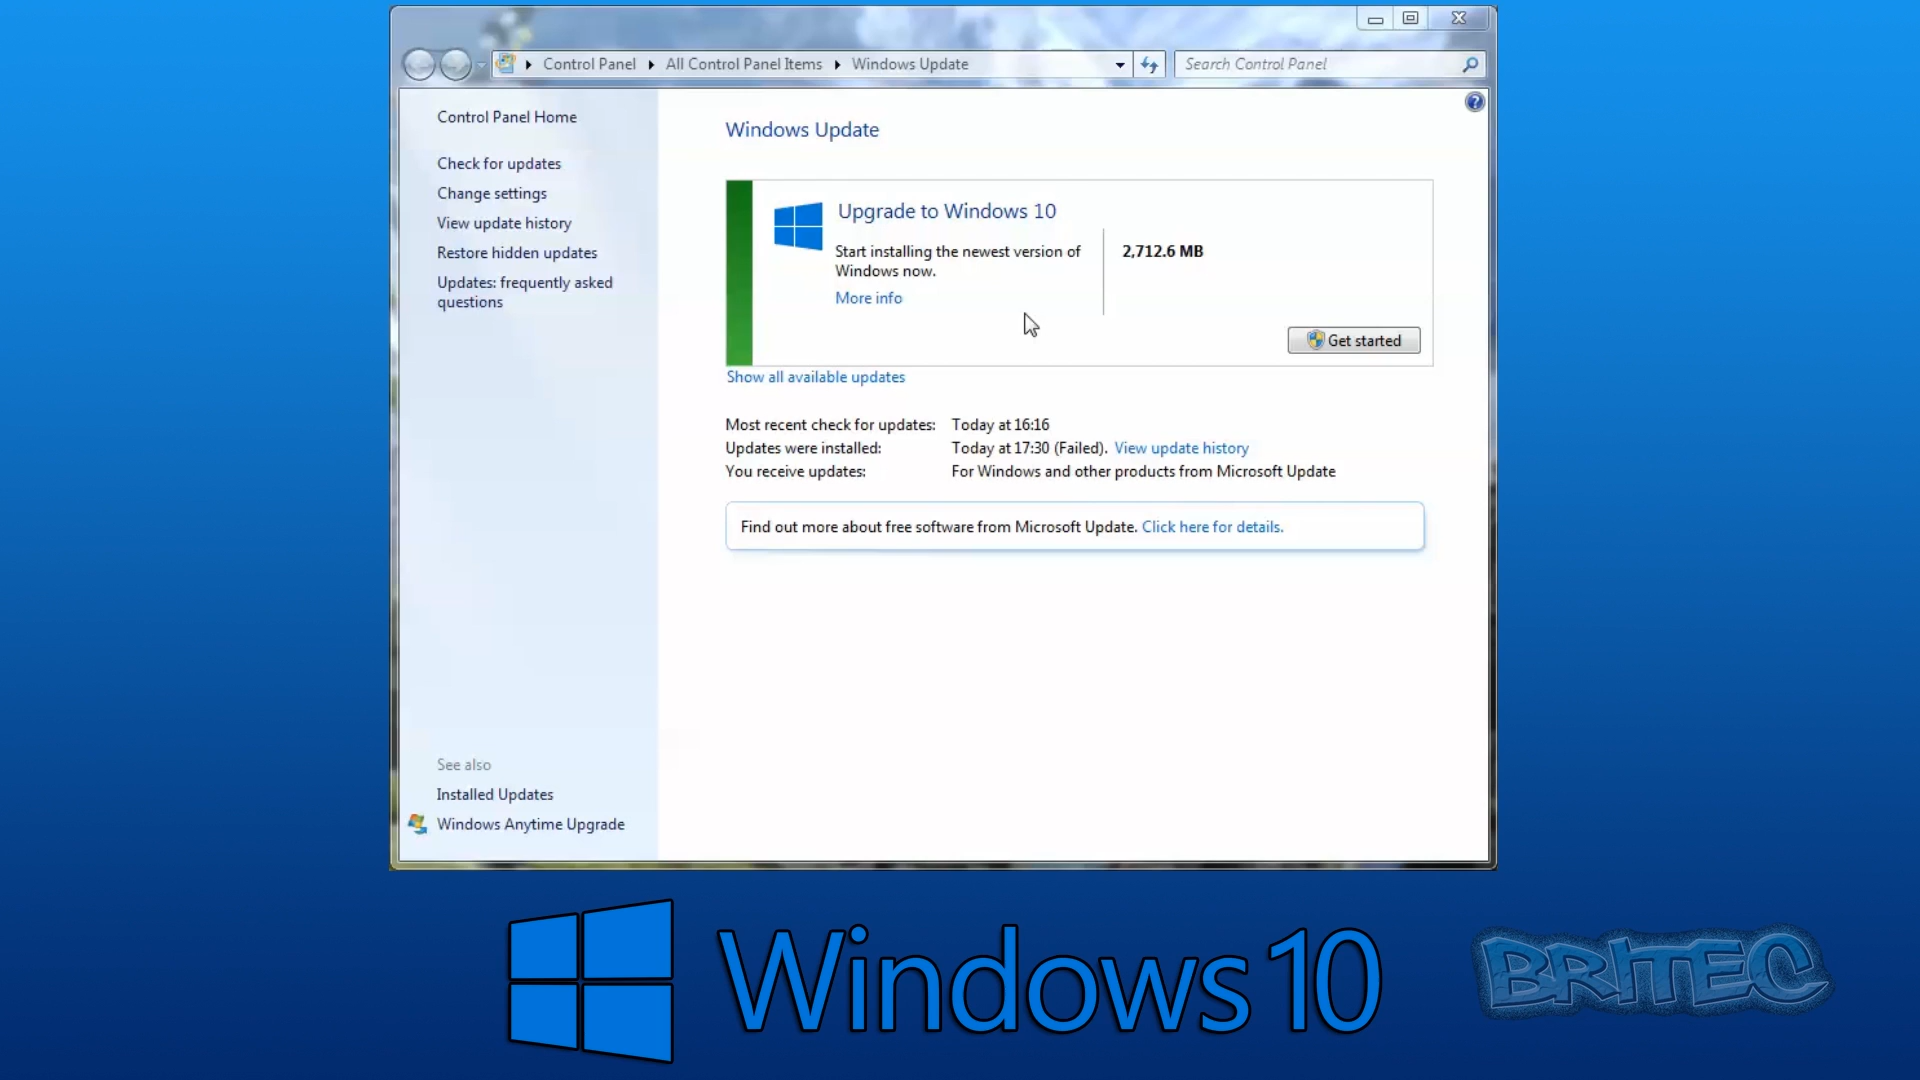 Control Panel
All Control Panel Items
Windows Update
Search Control Panel
Control Panel Home
Check for updates
Change settings
View update history
Restore hidden updates
Updates: frequently asked
questions
See also
Installed Updates
Windows Anytime Upgrade
Windows Update
Upgrade to Windows 10
Start installing the newest version of
Windows now.
More info
2,712.6 MB
Get started
Show all available updates
Most recent check for updates: Today at 16:16
Updates were installed: Today at 17:30 (Failed). View update history
You receive updates: For Windows and other products from Microsoft Update
Find out more about free software from Microsoft Update. Click here for details.
Windows 10
BRITEC